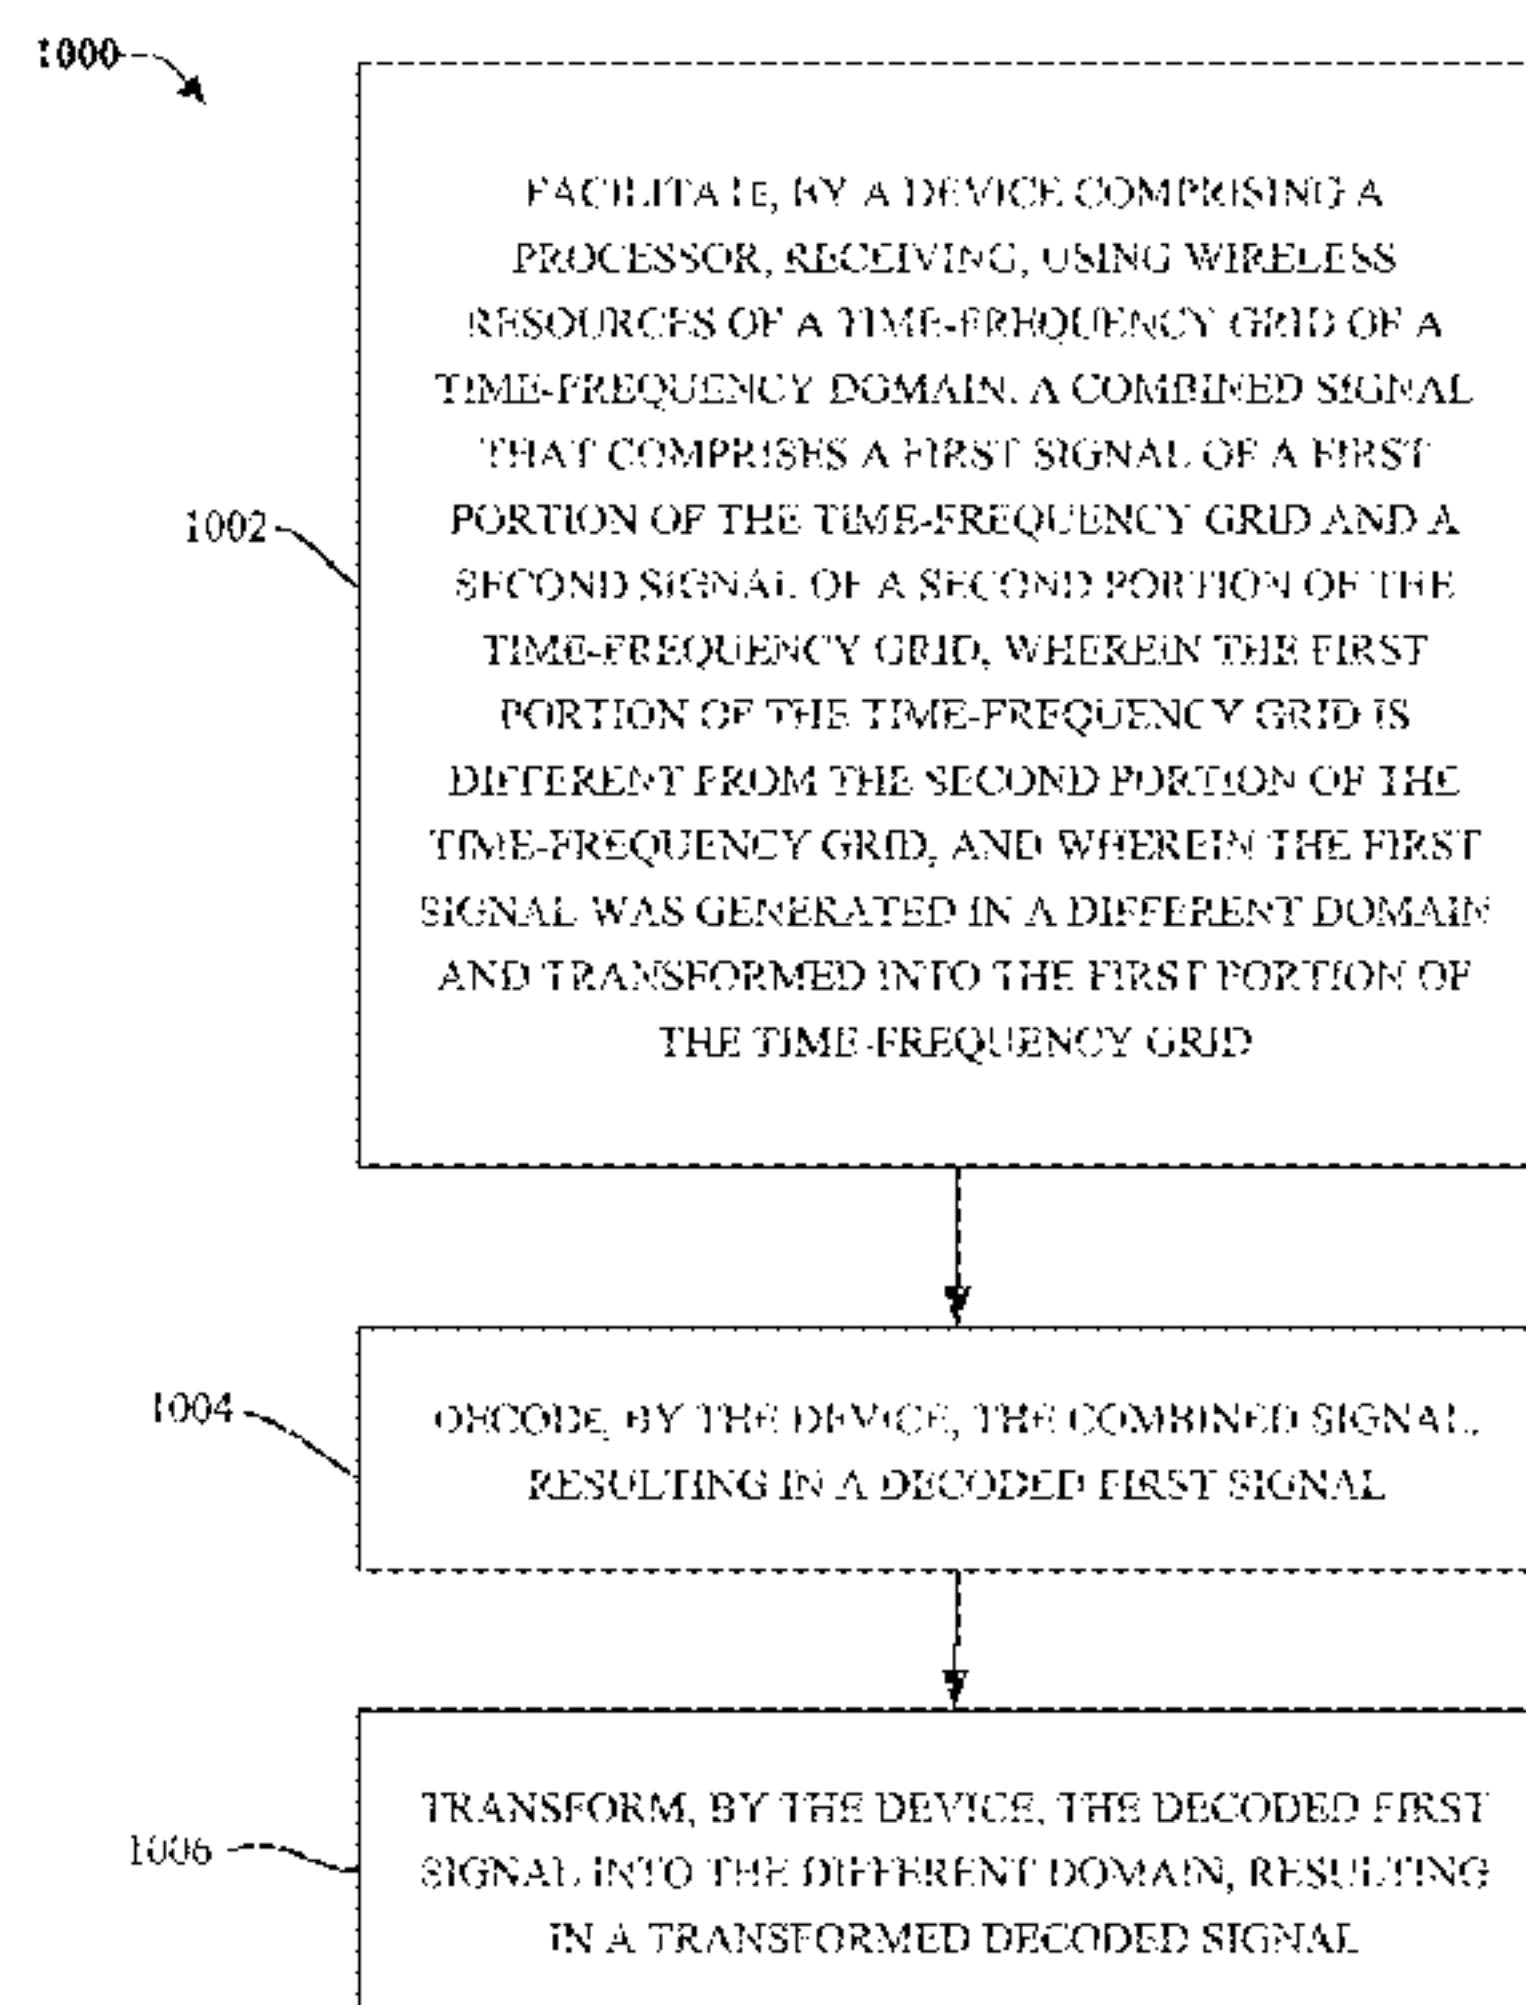 1000
FACILITATE, BY A DEVICE COMPRISING A
PROCESSOR, RECEIVING, USING WIRELESS
RESOURCES OF A TIME-FREQUENCY GRID OF A
TIME-FREQUENCY DOMAIN, A COMBINED SIGNAL
THAT COMPRISES A FIRST SIGNAL OF A FIRST
PORTION OF THE TIME-FREQUENCY GRID AND A
1002
SECOND SIGNAL OF A SECOND PORTION OF THE
TIME-FREQUENCY GRID, WHEREIN THE FIRST
PORTION OF THE TIME-FREQUENCY GRID IS
DIFFERENT FROM THE SECOND PORTION OF THE
TIME-FREQUENCY GRID, AND WHEREIN THE FIRST
SIGNAL WAS GENERATED IN A DIFFERENT DOMAIN
AND TRANSFORMED INTO THE FIRST PORTION OF
THE TIME-FREQUENCY GRID
1004
DECODE, BY THE DEVICE, THE COMBINED SIGNAL,
RESULTING IN A DECODED FIRST SIGNAL
TRANSFORM, BY THE DEVICE, THE DECODED FIRST
1006
SIGNAL INTO THE DIFFERENT DOMAIN, RESULTING
IN A TRANSFORMED DECODED SIGNAL